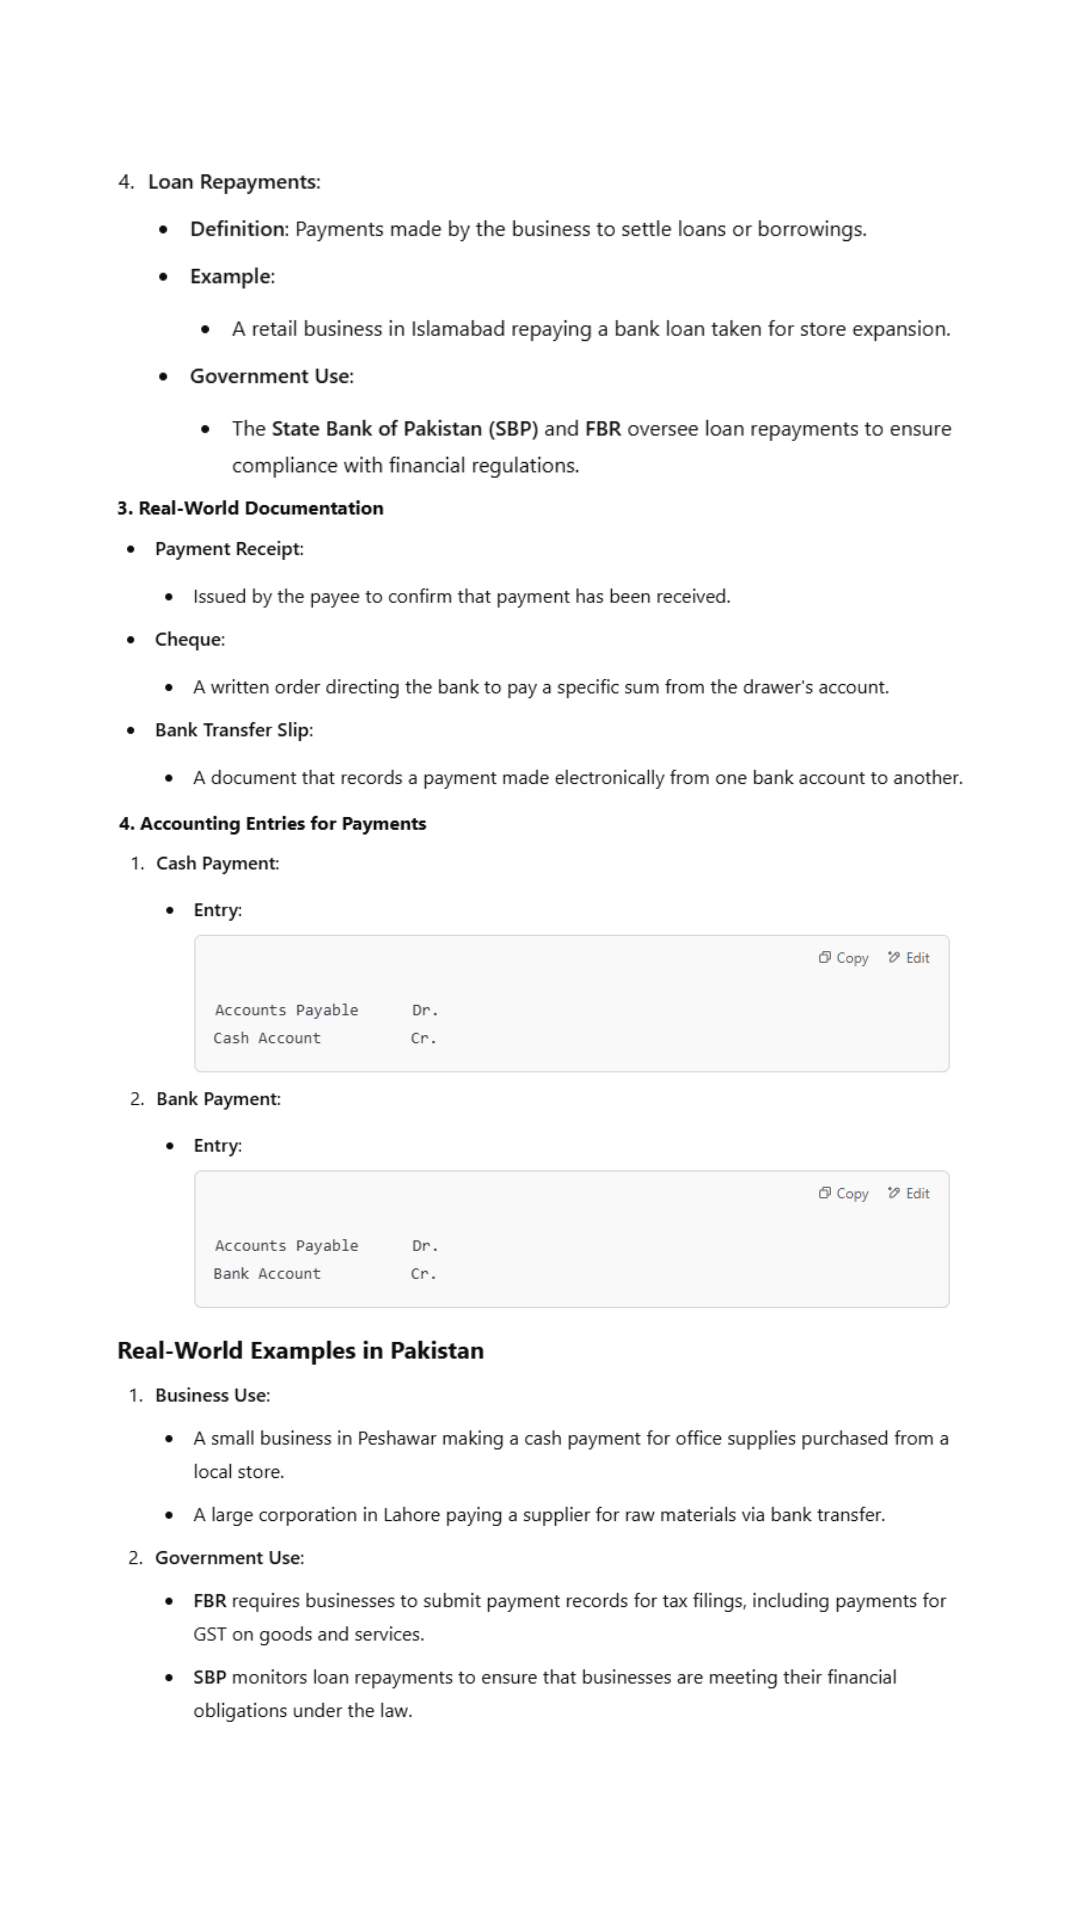 4. Loan Repayments:
• Definition: Payments made by the business to settle loans or borrowings.
• Example:
• A retail business in Islamabad repaying a bank loan taken for store expansion.
• Government Use:
• The State Bank of Pakistan (SBP) and FBR oversee loan repayments to ensure
compliance with financial regulations.
3. Real-World Documentation
• Payment Receipt:
• Issued by the payee to confirm that payment has been received.
• Cheque:
• A written order directing the bank to pay a specific sum from the drawer's account.
• Bank Transfer Slip:
• A document that records a payment made electronically from one bank account to another.
4. Accounting Entries for Payments
1. Cash Payment:
• Entry:
Copy Edit
Accounts Payable Dr.
Cash Account Cr.
2. Bank Payment:
• Entry:
Copy Edit
Accounts Payable Dr.
Bank Account Cr.
Real-World Examples in Pakistan
1. Business Use:
• A small business in Peshawar making a cash payment for office supplies purchased from a
local store.
• A large corporation in Lahore paying a supplier for raw materials via bank transfer.
2. Government Use:
• FBR requires businesses to submit payment records for tax filings, including payments for
GST on goods and services.
• SBP monitors loan repayments to ensure that businesses are meeting their financial
obligations under the law.